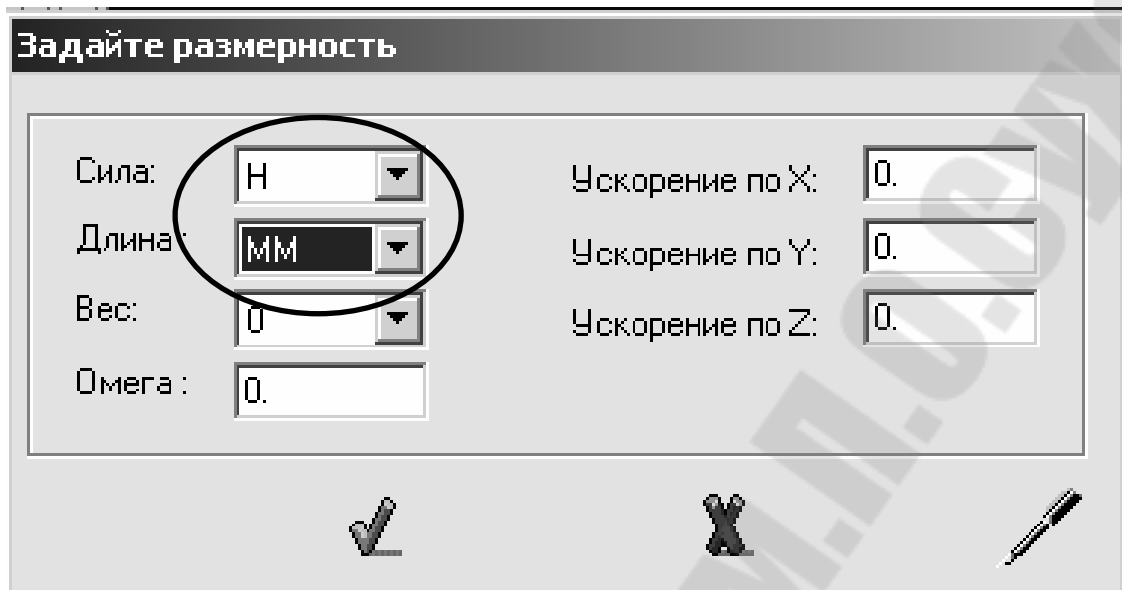 Задайте размерность
Сила: Н
Длина: ММ
Вес: 0
Омега : 0.
Ускорение по X: 0.
Ускорение по Y: 0.
Ускорение по Z: 0.